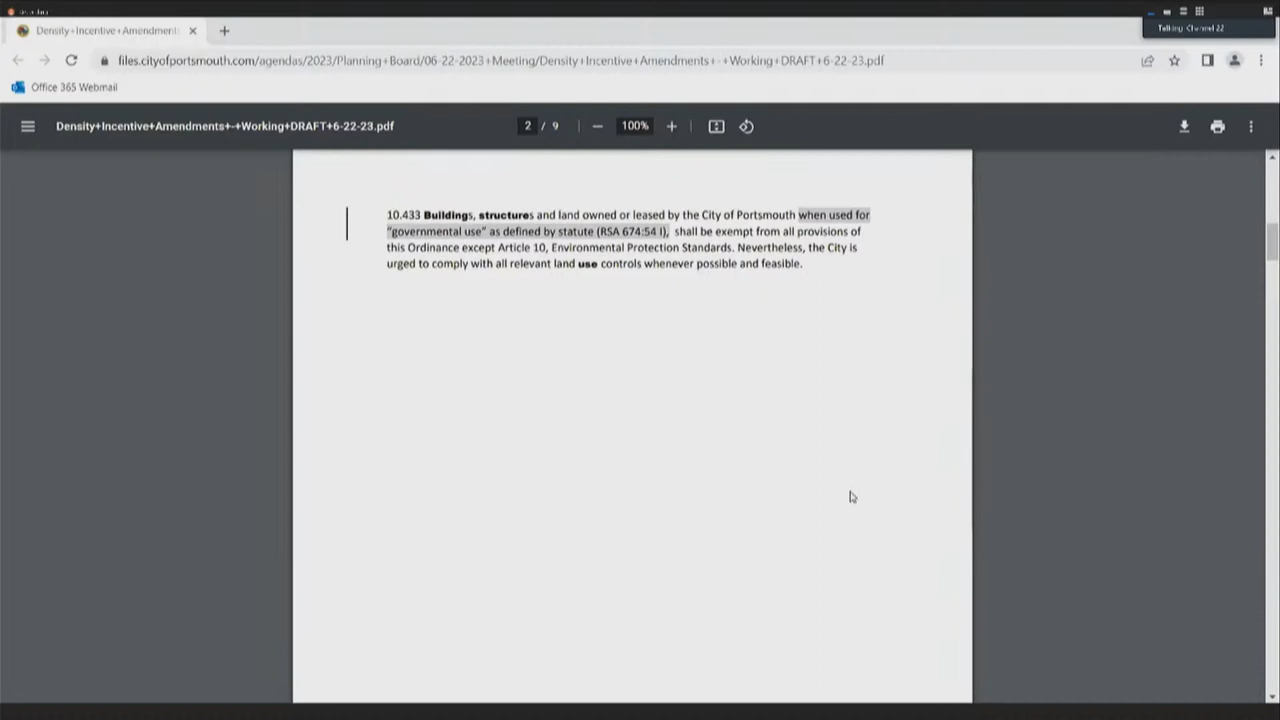 Density+Incentive+Amendment
Talking Channel 22
files.cityofportsmouth.com/agendas/2023/Planning+Board/06-22-2023+Meeting/Density+Incentive+Amendments+-+Working+DRAFT+6-22-23.pdf
Office 365 Webmail
Density+Incentive+Amendments+-+Working+DRAFT+6-22-23.pdf
2 / 9
100%
10.433 Buildings, structures and land owned or leased by the City of Portsmouth when used for
"governmental use" as defined by statute (RSA 674:54 I), shall be exempt from all provisions of
this Ordinance except Article 10, Environmental Protection Standards. Nevertheless, the City is
urged to comply with all relevant land use controls whenever possible and feasible.